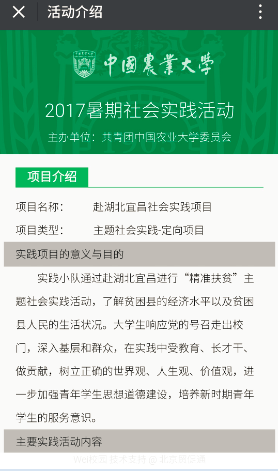 活动介绍
中国农业大学
2017暑期社会实践活动
主办单位：共青团中国农业大学委员会
项目介绍
项目名称： 赴湖北宜昌社会实践项目
项目类型： 主题社会实践-定向项目
实践项目的意义与目的
实践小队通过赴湖北宜昌进行“精准扶贫”主
题社会实践活动，了解贫困县的经济水平以及贫困
县人民的生活状况。大学生响应党的号召走出校
门，深入基层和群众，在实践中受教育、长才干、
做贡献，树立正确的世界观、人生观、价值观，进
一步加强青年学生思想道德建设，培养新时期青年
学生的服务意识。
主要实践活动内容